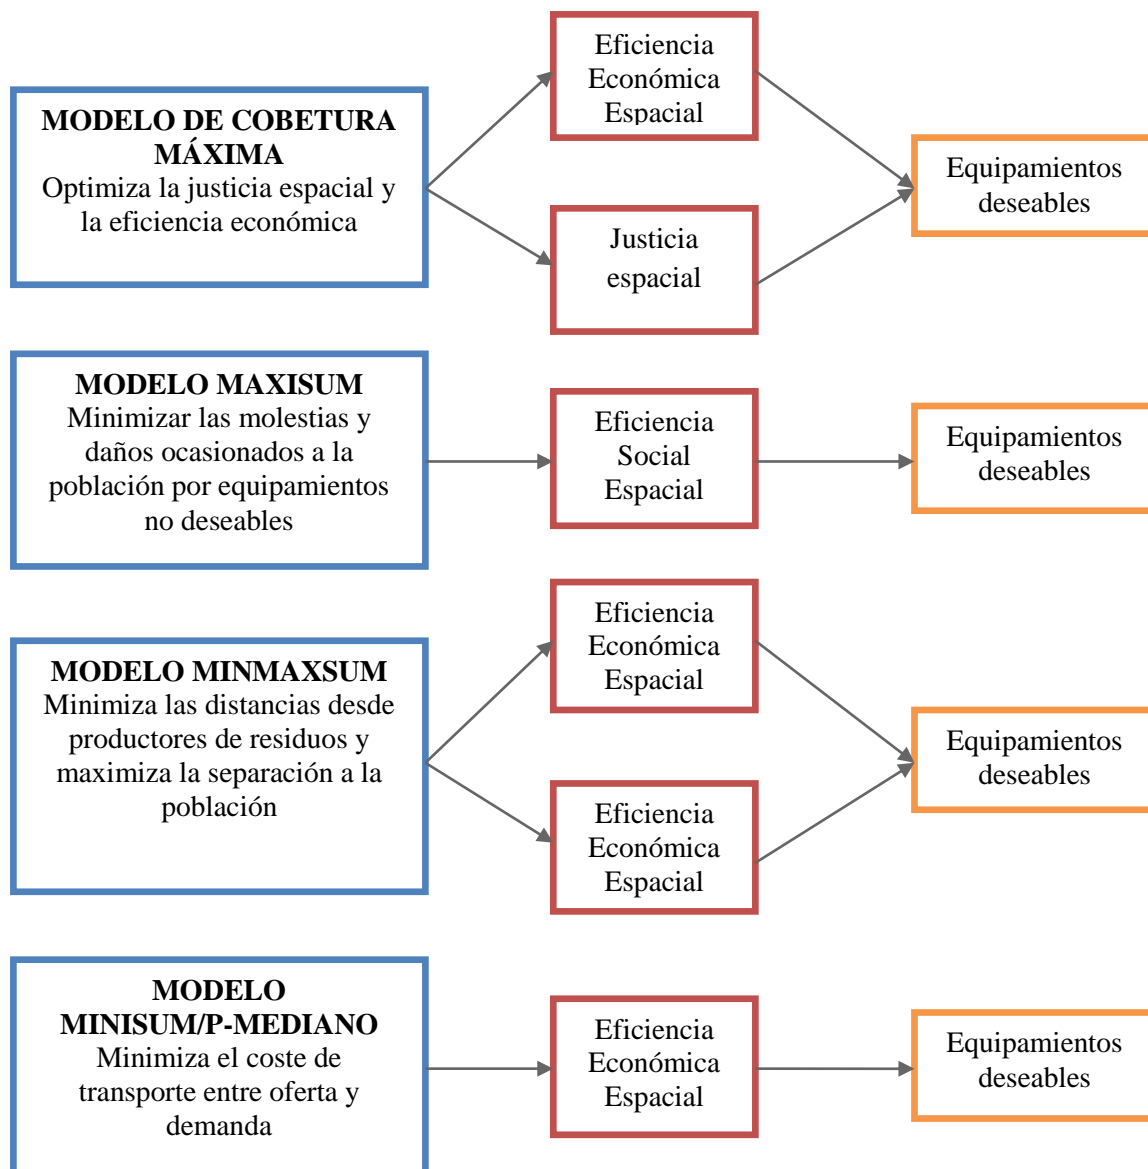 MODELO DE COBETURA
MÁXIMA
Optimiza la justicia espacial y
la eficiencia económica
Eficiencia
Económica
Espacial
Justicia
espacial
Equipamientos
deseables
MODELO MAXISUM
Minimizar las molestias y
daños ocasionados a la
población por equipamientos
no deseables
Eficiencia
Social
Espacial
Equipamientos
deseables
MODELO MINMAXSUM
Minimiza las distancias desde
productores de residuos y
maximiza la separación a la
población
Eficiencia
Económica
Espacial
Eficiencia
Económica
Espacial
Equipamientos
deseables
MODELO
MINISUM/P-MEDIANO
Minimiza el coste de
transporte entre oferta y
demanda
Eficiencia
Económica
Espacial
Equipamientos
deseables